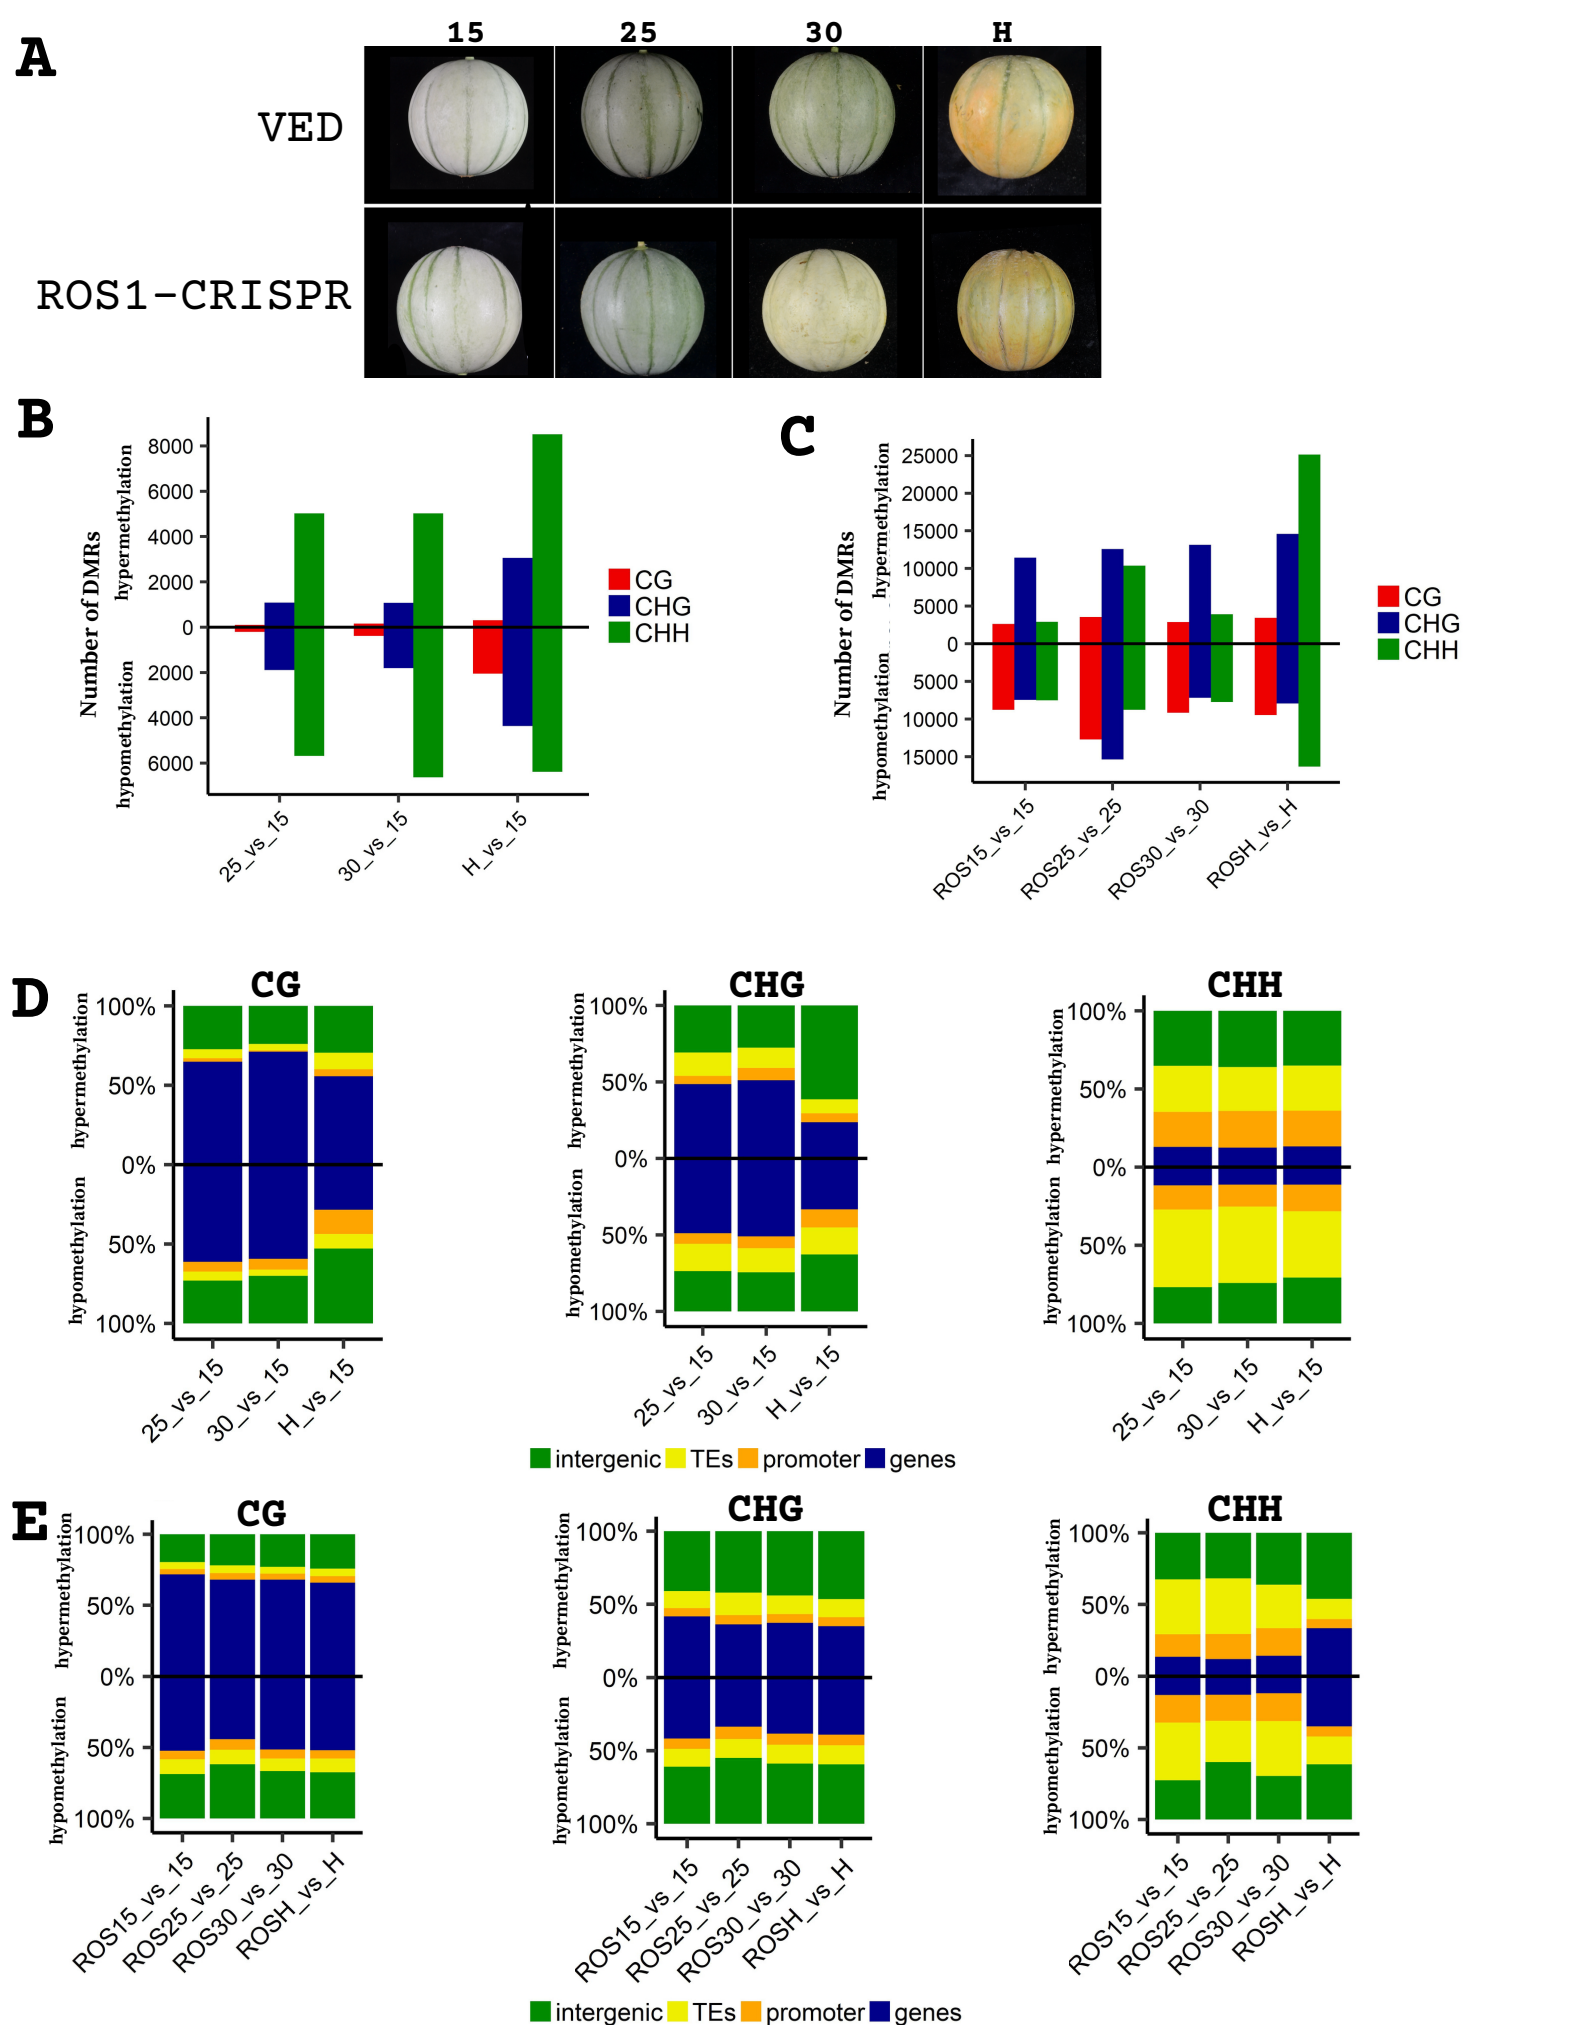 A
15 25 30 H
VED
ROS1-CRISPR
B
Number of DMRs
hypermethylation
hypomethylation
8000
6000
4000
2000
0
2000
4000
6000
25_vs_15
30_vs_15
H_vs_15
CG
CHG
CHH
C
Number of DMRs
hypermethylation
hypomethylation
25000
20000
15000
10000
5000
0
5000
10000
15000
ROS15_vs_15
ROS25_vs_25
ROS30_vs_30
ROSH_vs_H
CG
CHG
CHH
D
CG
hypermethylation
hypomethylation
100%
50%
0%
50%
100%
25_vs_15
30_vs_15
H_vs_15
CHG
hypermethylation
hypomethylation
100%
50%
0%
50%
100%
25_vs_15
30_vs_15
H_vs_15
CHH
hypermethylation
hypomethylation
100%
50%
0%
50%
100%
25_vs_15
30_vs_15
H_vs_15
intergenic TEs promoter genes
E
CG
hypermethylation
hypomethylation
100%
50%
0%
50%
100%
ROS15_vs_15
ROS25_vs_25
ROS30_vs_30
ROSH_vs_H
CHG
hypermethylation
hypomethylation
100%
50%
0%
50%
100%
ROS15_vs_15
ROS25_vs_25
ROS30_vs_30
ROSH_vs_H
CHH
hypermethylation
hypomethylation
100%
50%
0%
50%
100%
ROS15_vs_15
ROS25_vs_25
ROS30_vs_30
ROSH_vs_H
intergenic TEs promoter genes